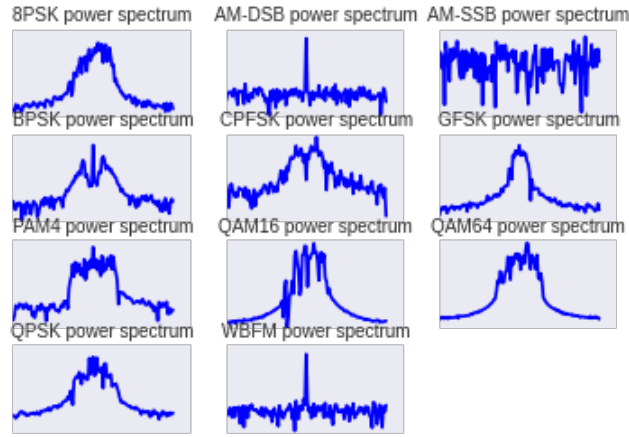 8PSK power spectrum AM-DSB power spectrum AM-SSB power spectrum
BPSK power spectrum CPFSK power spectrum GFSK power spectrum
PAM4 power spectrum QAM16 power spectrum QAM64 power spectrum
QPSK power spectrum WBFM power spectrum